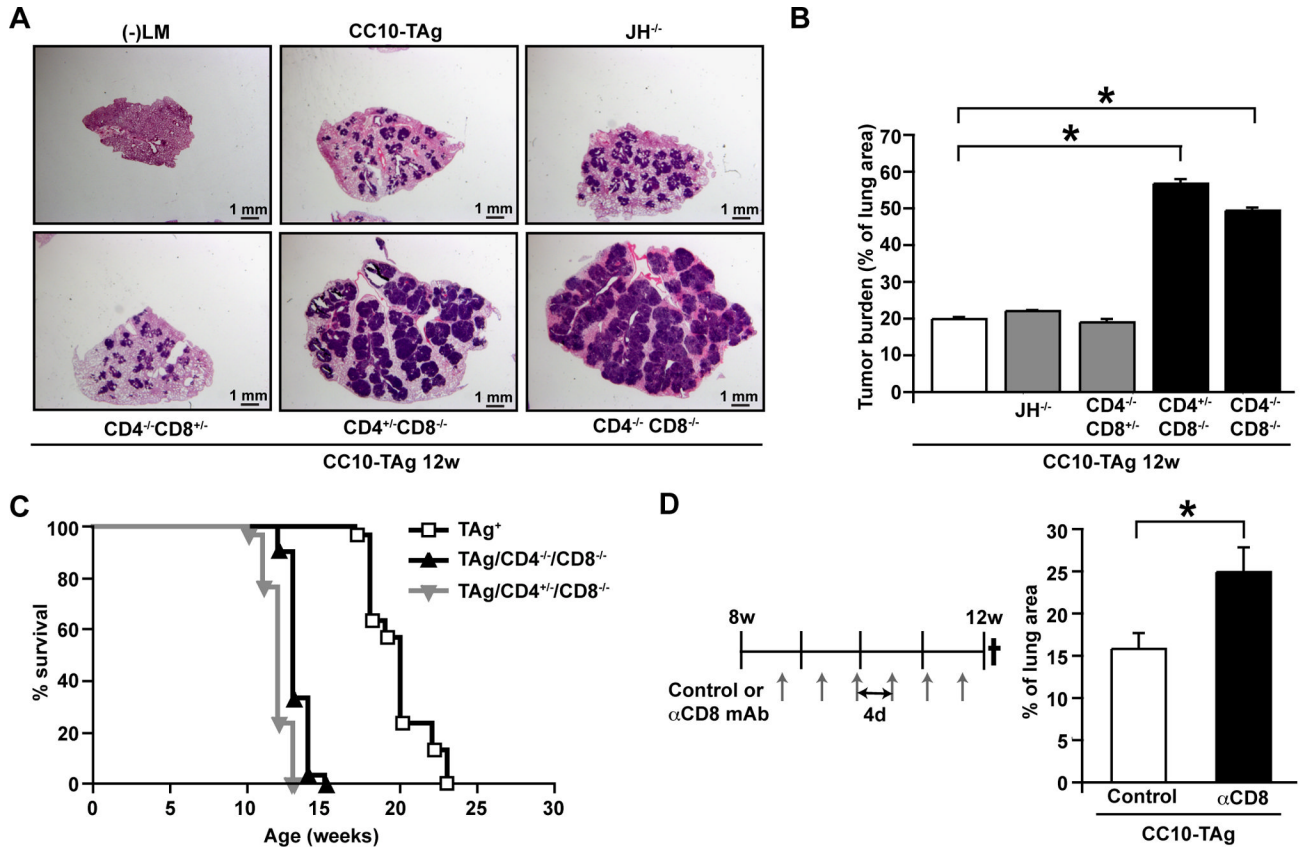 A
(-)LM CC10-TAg JH-/-
1 mm 1 mm 1 mm
1 mm 1 mm 1 mm
CD4-/-CD8+/- CD4+/-CD8-/- CD4-/- CD8-/-
CC10-TAg 12w
B
Tumor burden (% of lung area)
70
60
50
40
30
20
10
0
* *
JH-/- CD4-/- CD4+/- CD4-/-
CD8+/- CD8-/- CD8-/-
CC10-TAg 12w
C
% survival
100
80
60
40
20
0
TAg+
TAg/CD4-/-/CD8-/-
TAg/CD4+/-/CD8-/-
0 5 10 15 20 25 30
Age (weeks)
D
8w 12w
Control or
αCD8 mAb
4d
% of lung area
30
25
20
15
10
5
0
*
Control αCD8
CC10-TAg